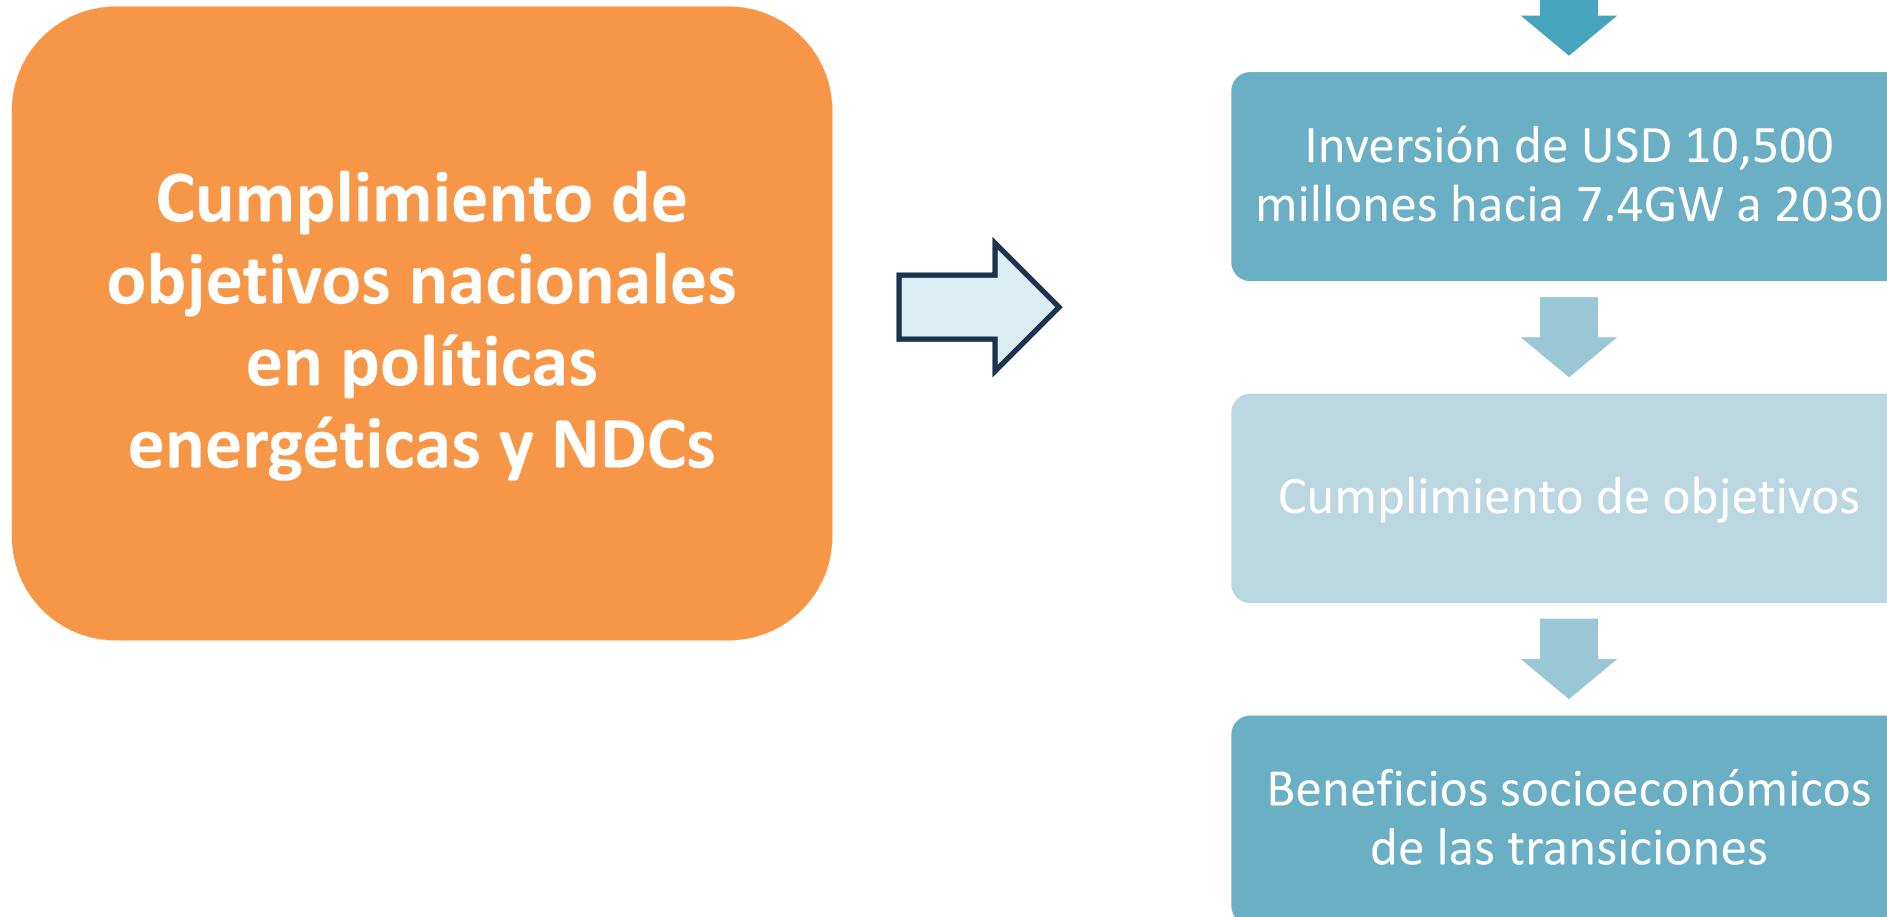 Cumplimiento de
objetivos nacionales
en políticas
energéticas y NDCs
Inversión de USD 10,500
millones hacia 7.4GW a 2030
Cumplimiento de objetivos
Beneficios socioeconómicos
de las transiciones